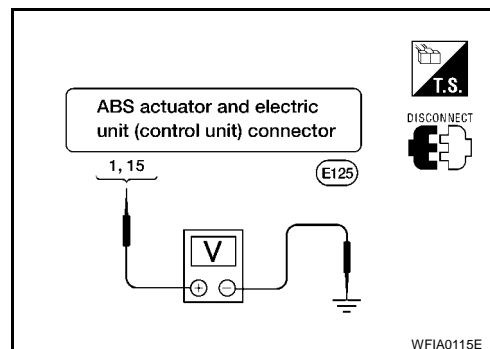 T.S.
DISCONNECT
ABS actuator and electric
unit (control unit) connector
1, 15
E125
V
+ −
WFIA0115E